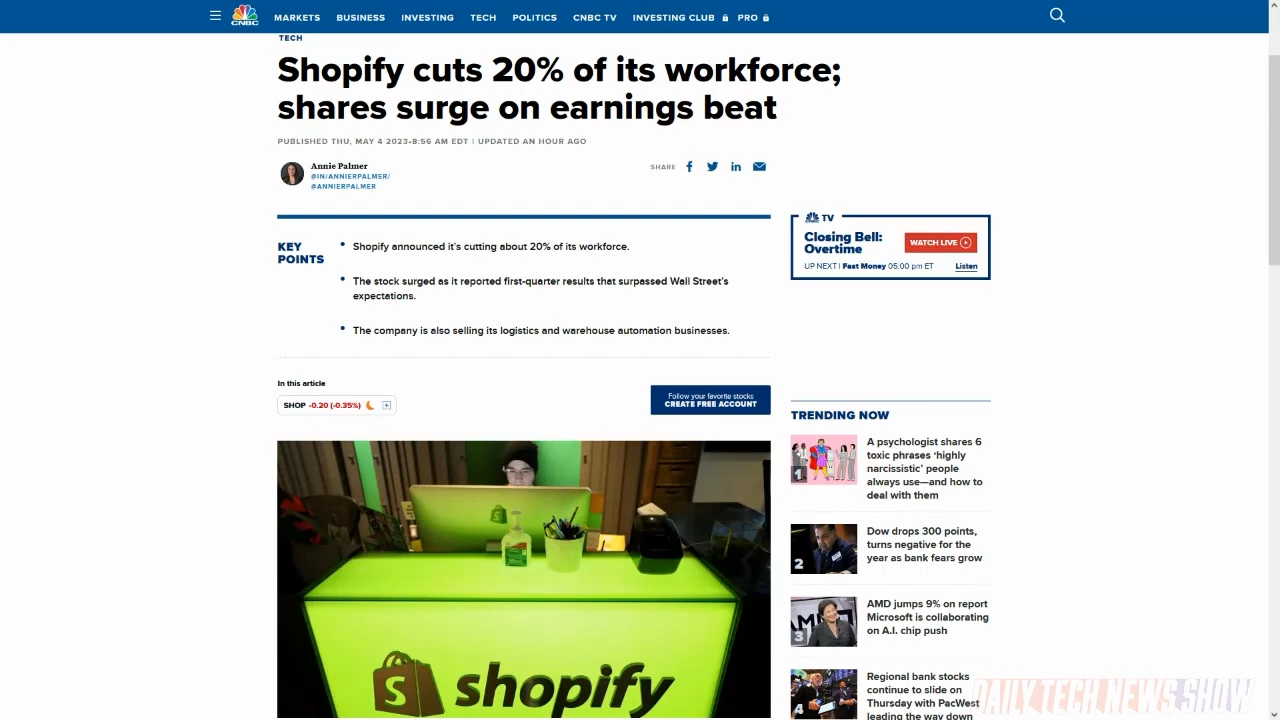 CNBC
MARKETS
BUSINESS
INVESTING
TECH
POLITICS
CNBC TV
INVESTING CLUB
PRO
TECH
Shopify cuts 20% of its workforce;
shares surge on earnings beat
PUBLISHED THU, MAY 4 2023•8:56 AM EDT | UPDATED AN HOUR AGO
Annie Palmer
@IN/ANNIERPALMER/
@ANNIERPALMER
SHARE
KEY
POINTS
• Shopify announced it's cutting about 20% of its workforce.
• The stock surged as it reported first-quarter results that surpassed Wall Street's
expectations.
• The company is also selling its logistics and warehouse automation businesses.
In this article
SHOP -0.20 (-0.35%)
Follow your favorite stocks
CREATE FREE ACCOUNT
S
shopify
CNBC TV
Closing Bell:
Overtime
WATCH LIVE
UP NEXT | Fast Money 05:00 pm ET
Listen
TRENDING NOW
1
A psychologist shares 6
toxic phrases ‘highly
narcissistic’ people
always use—and how to
deal with them
2
Dow drops 300 points,
turns negative for the
year as bank fears grow
3
AMD jumps 9% on report
Microsoft is collaborating
on A.I. chip push
4
Regional bank stocks
continue to slide on
Thursday with PacWest
leading the way down
DAILY TECH NEWS SHOW